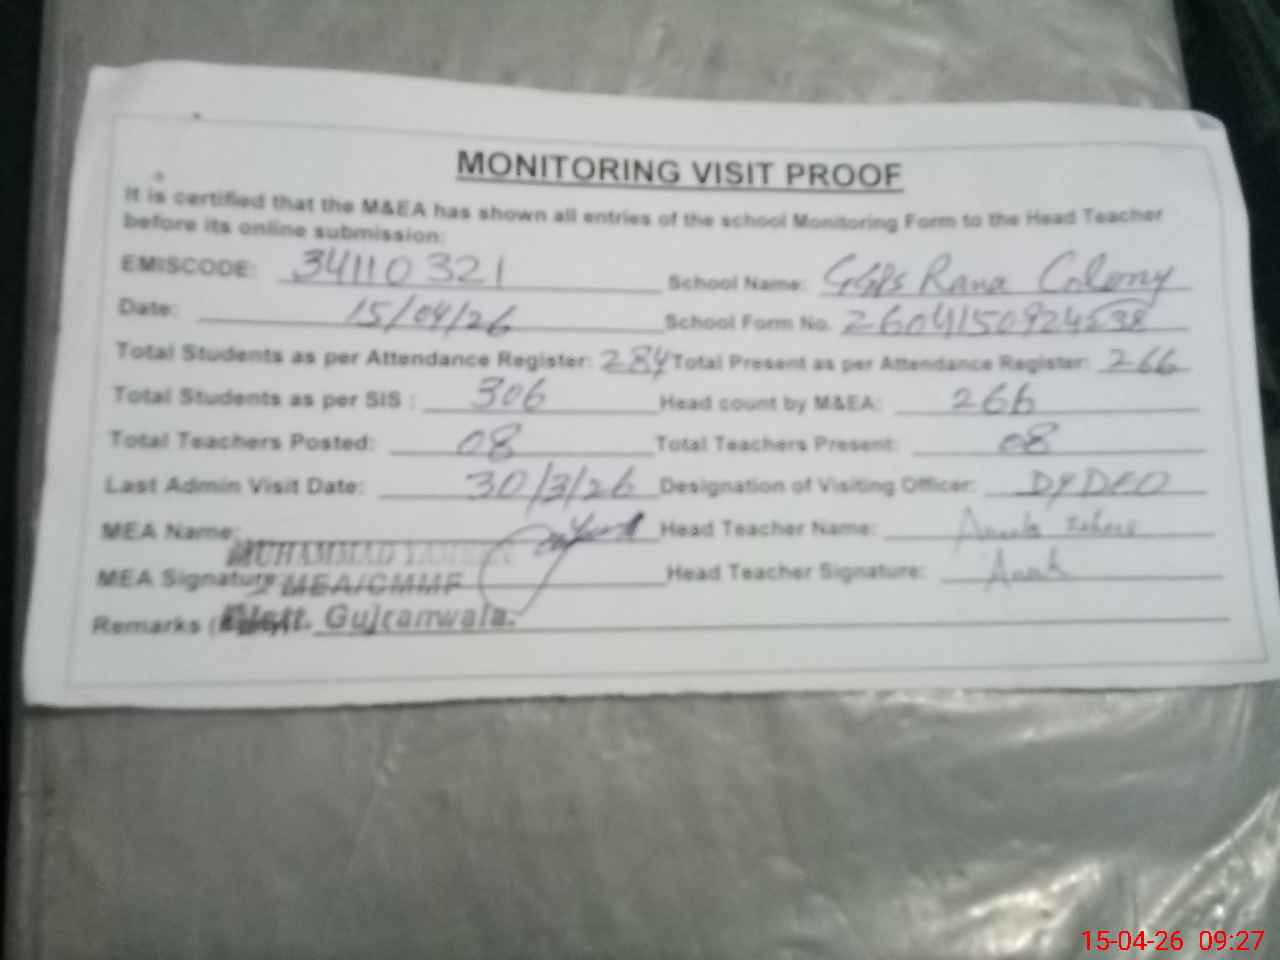 MONITORING VISIT PROOF
It is certified that the M&EA has shown all entries of the school Monitoring Form to the Head Teacher
before its online submission:
EMISCODE: 34110321 School Name: GGPS Rana Colony
Date: 15/04/26 School Form No. 2604150924538
Total Students as per Attendance Register: 284 Total Present as per Attendance Register: 266
Total Students as per SIS : 306 Head count by M&EA: 266
Total Teachers Posted: 08 Total Teachers Present: 08
Last Admin Visit Date: 30/3/26 Designation of Visiting Officer: DYDEO
MEA Name: MUHAMMAD Head Teacher Name:
MEA Signature MEA/CMMF Head Teacher Signature:
Remarks Distt. Gujranwala.
15-04-26 09:27